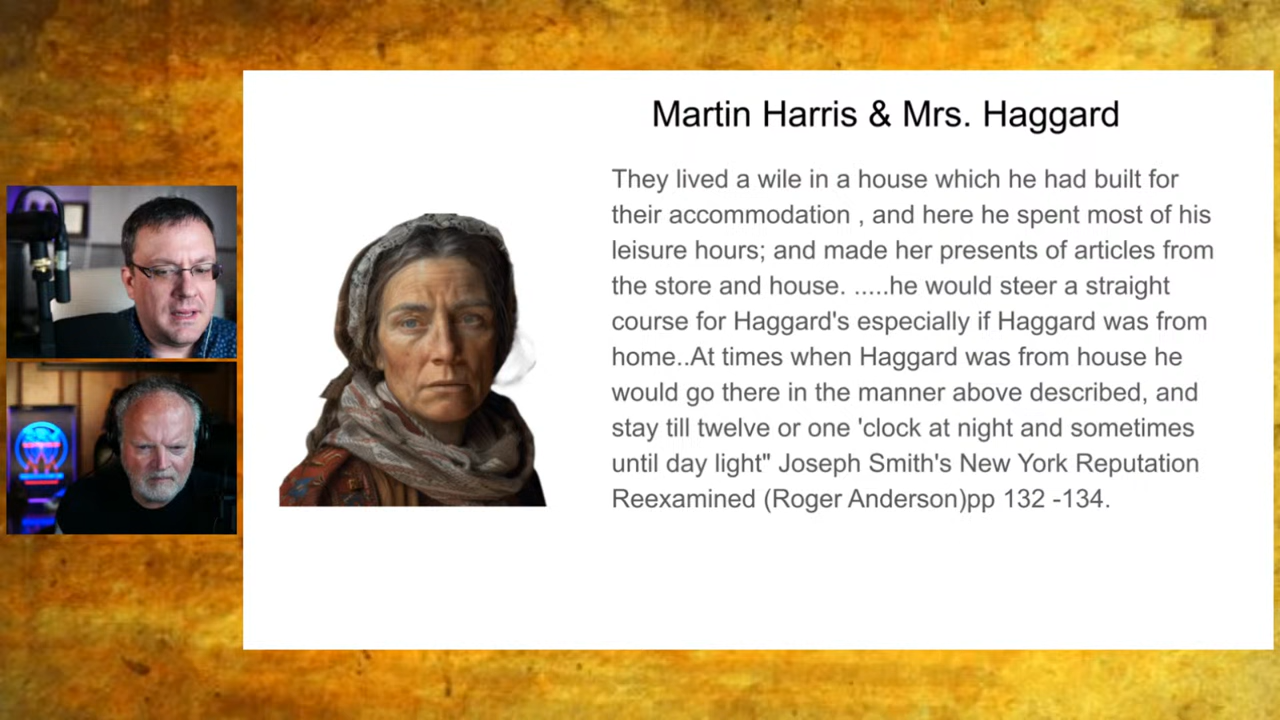 Martin Harris & Mrs. Haggard
They lived a wile in a house which he had built for
their accommodation , and here he spent most of his
leisure hours; and made her presents of articles from
the store and house. .....he would steer a straight
course for Haggard's especially if Haggard was from
home..At times when Haggard was from house he
would go there in the manner above described, and
stay till twelve or one 'clock at night and sometimes
until day light" Joseph Smith's New York Reputation
Reexamined (Roger Anderson)pp 132 -134.